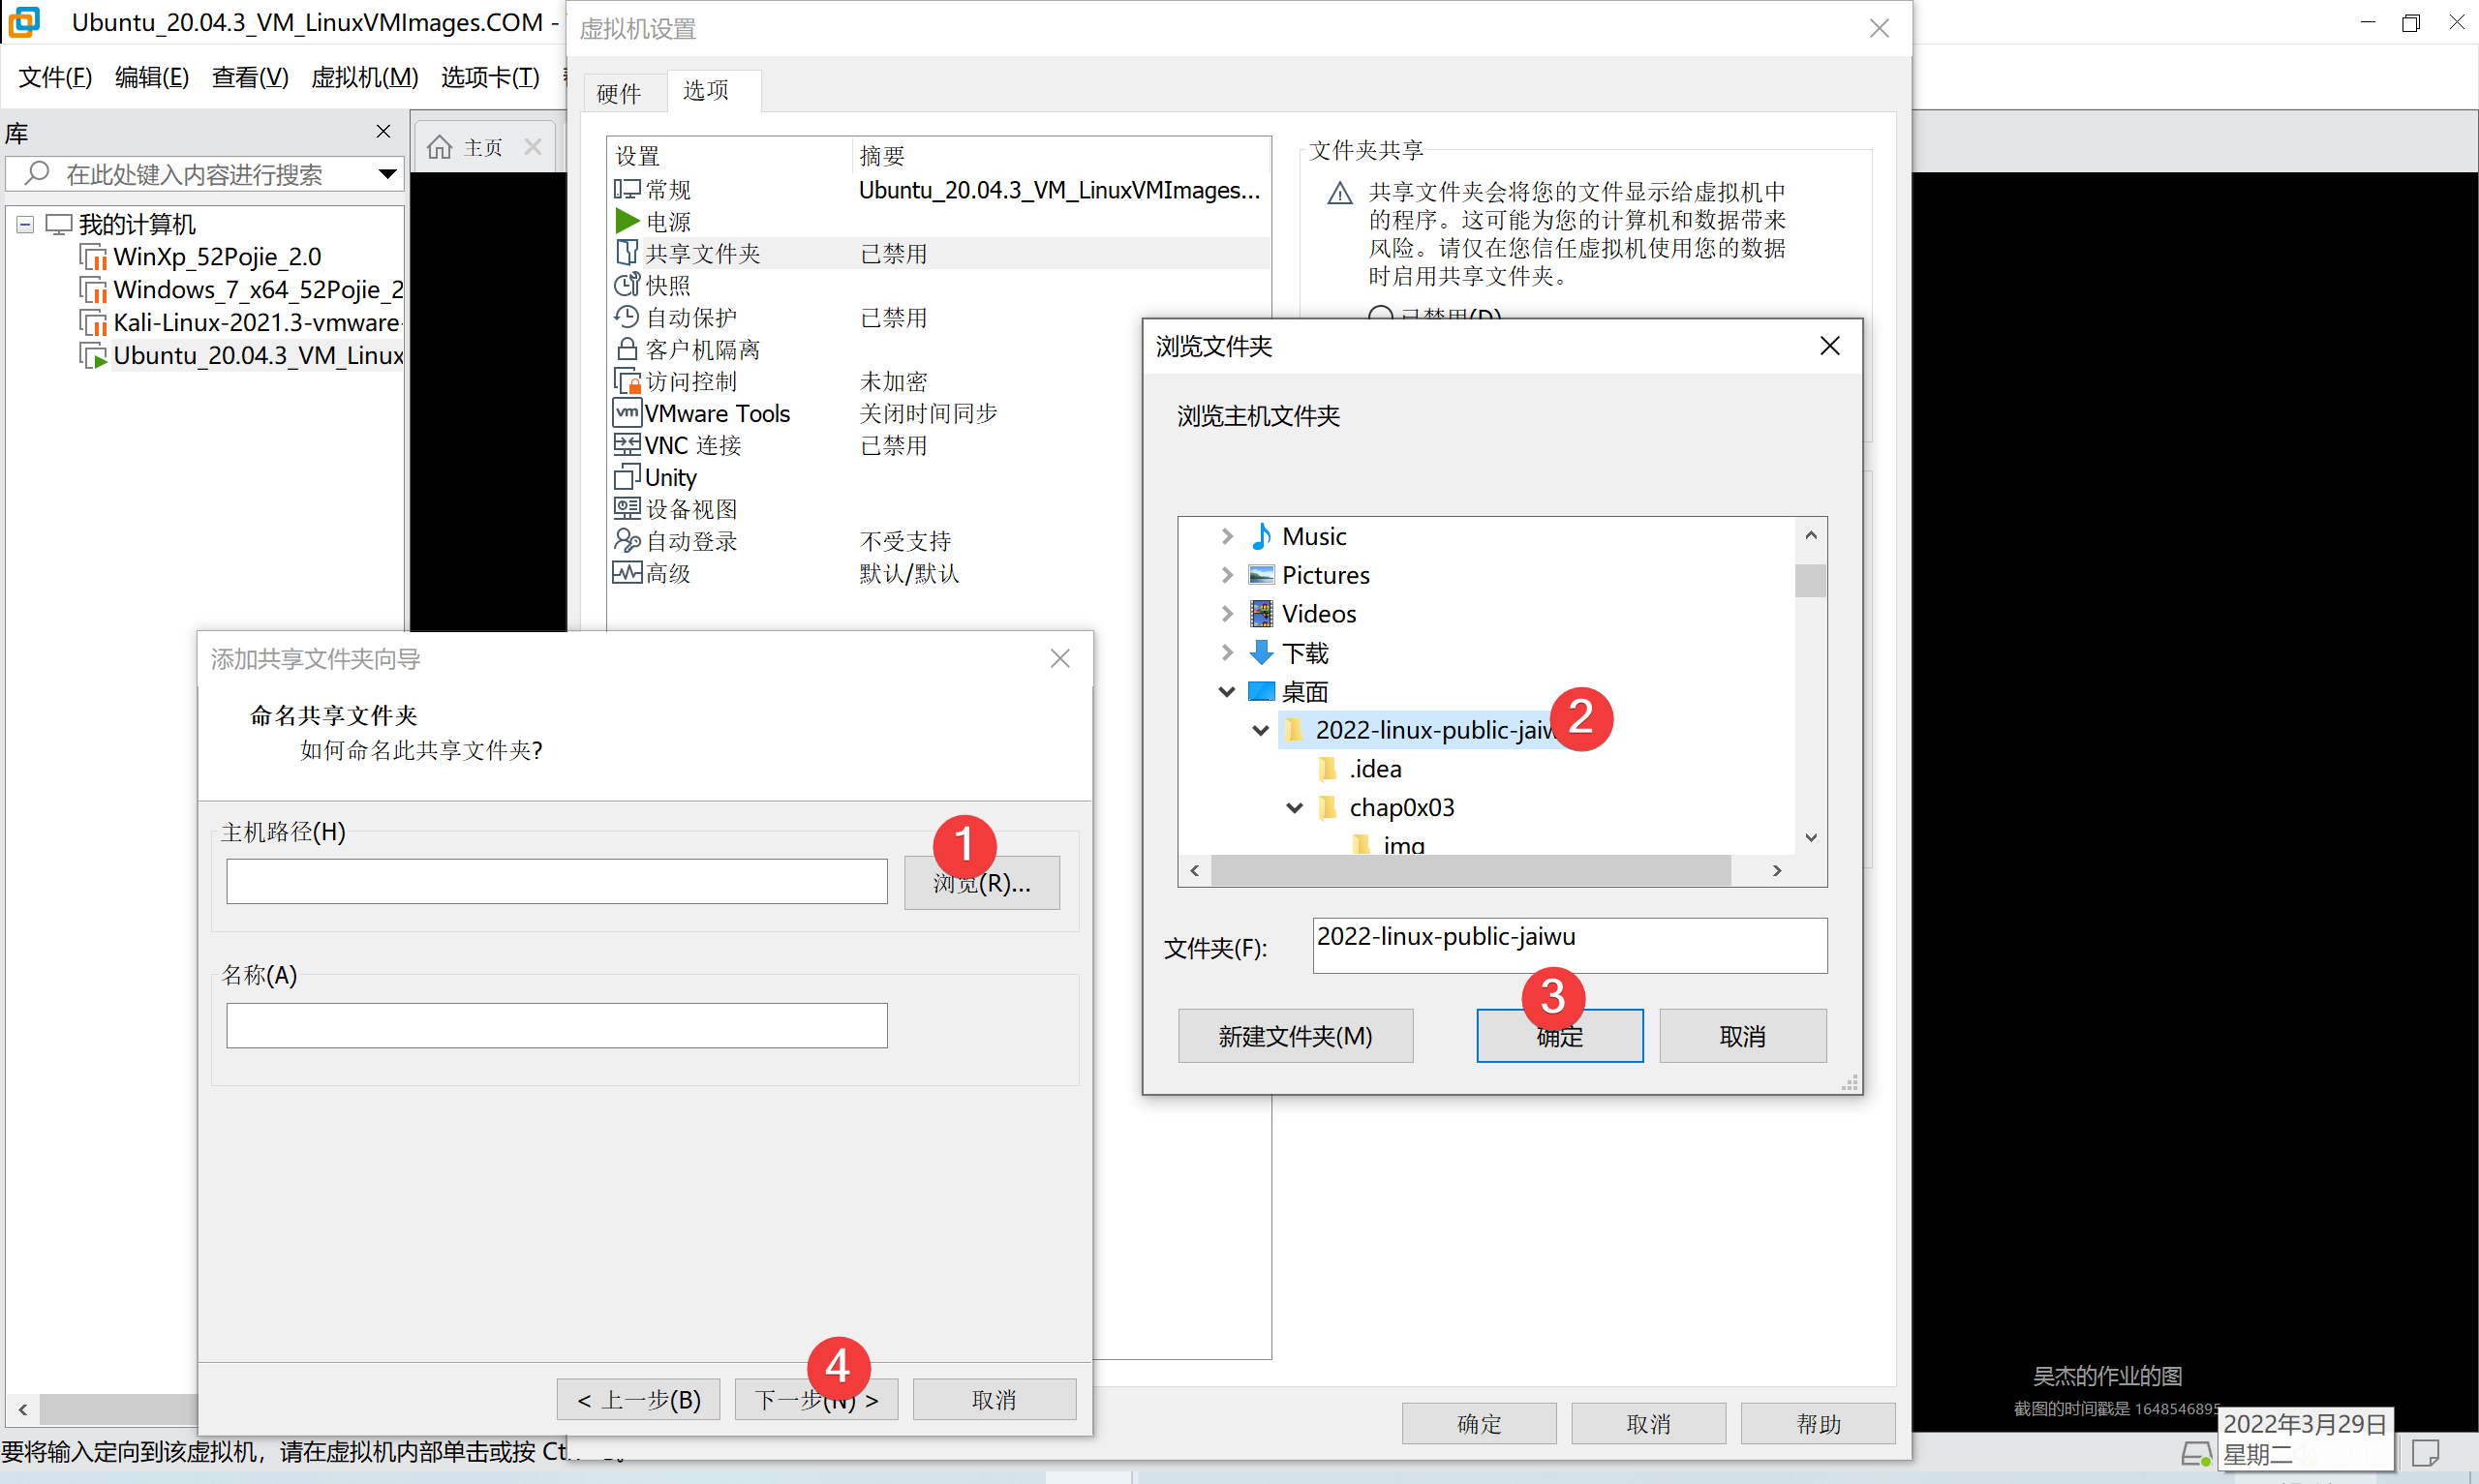 Ubuntu_20.04.3_VM_LinuxVMImages.COM -
文件(F) 编辑(E) 查看(V) 虚拟机(M) 选项卡(T)
库
在此处键入内容进行搜索
我的计算机
WinXp_52Pojie_2.0
Windows_7_x64_52Pojie_2
Kali-Linux-2021.3-vmware-
Ubuntu_20.04.3_VM_Linux
主页
虚拟机设置
硬件 选项
设置 摘要
常规 Ubuntu_20.04.3_VM_LinuxVMImages...
电源
共享文件夹 已禁用
快照
自动保护 已禁用
客户机隔离
访问控制 未加密
vm VMware Tools 关闭时间同步
VNC 连接 已禁用
Unity
设备视图
自动登录 不受支持
高级 默认/默认
文件夹共享
共享文件夹会将您的文件显示给虚拟机中
的程序。这可能为您的计算机和数据带来
风险。请仅在您信任虚拟机使用您的数据
时启用共享文件夹。
已禁用(D)
浏览文件夹
浏览主机文件夹
Music
Pictures
Videos
下载
桌面
2022-linux-public-jaiw
2
.idea
chap0x03
img
文件夹(F): 2022-linux-public-jaiwu
3
新建文件夹(M) 确定 取消
添加共享文件夹向导
命名共享文件夹
如何命名此共享文件夹?
主机路径(H)
1
浏览(R)...
名称(A)
4
< 上一步(B) 下一步(N) > 取消
确定 取消 帮助
吴杰的作业的图
截图的时间戳是 1648546895
2022年3月29日
星期二
要将输入定向到该虚拟机，请在虚拟机内部单击或按